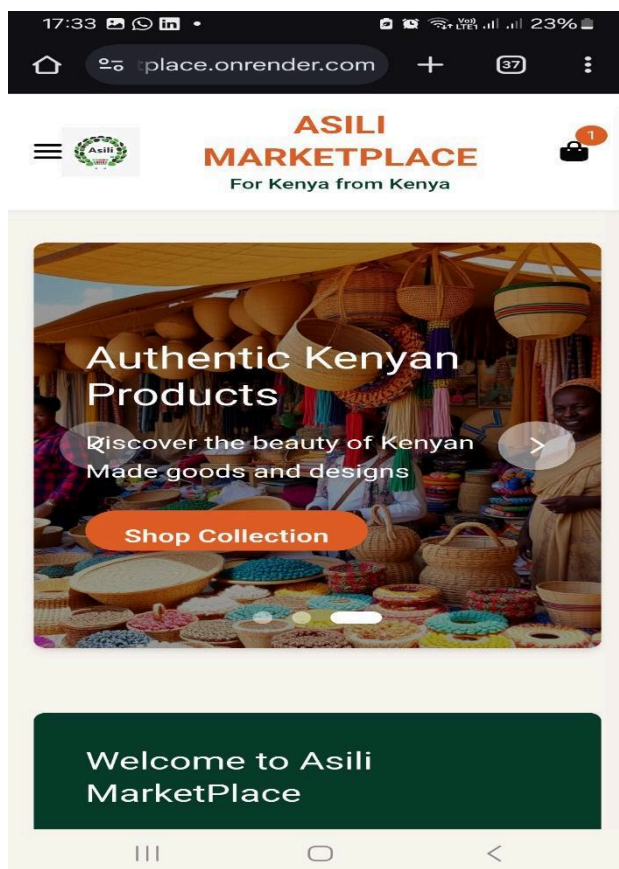 17:33
23%
tplace.onrender.com
37
Asili
ASILI
MARKETPLACE
For Kenya from Kenya
1
Authentic Kenyan
Products
Discover the beauty of Kenyan
Made goods and designs
Shop Collection
Welcome to Asili
MarketPlace